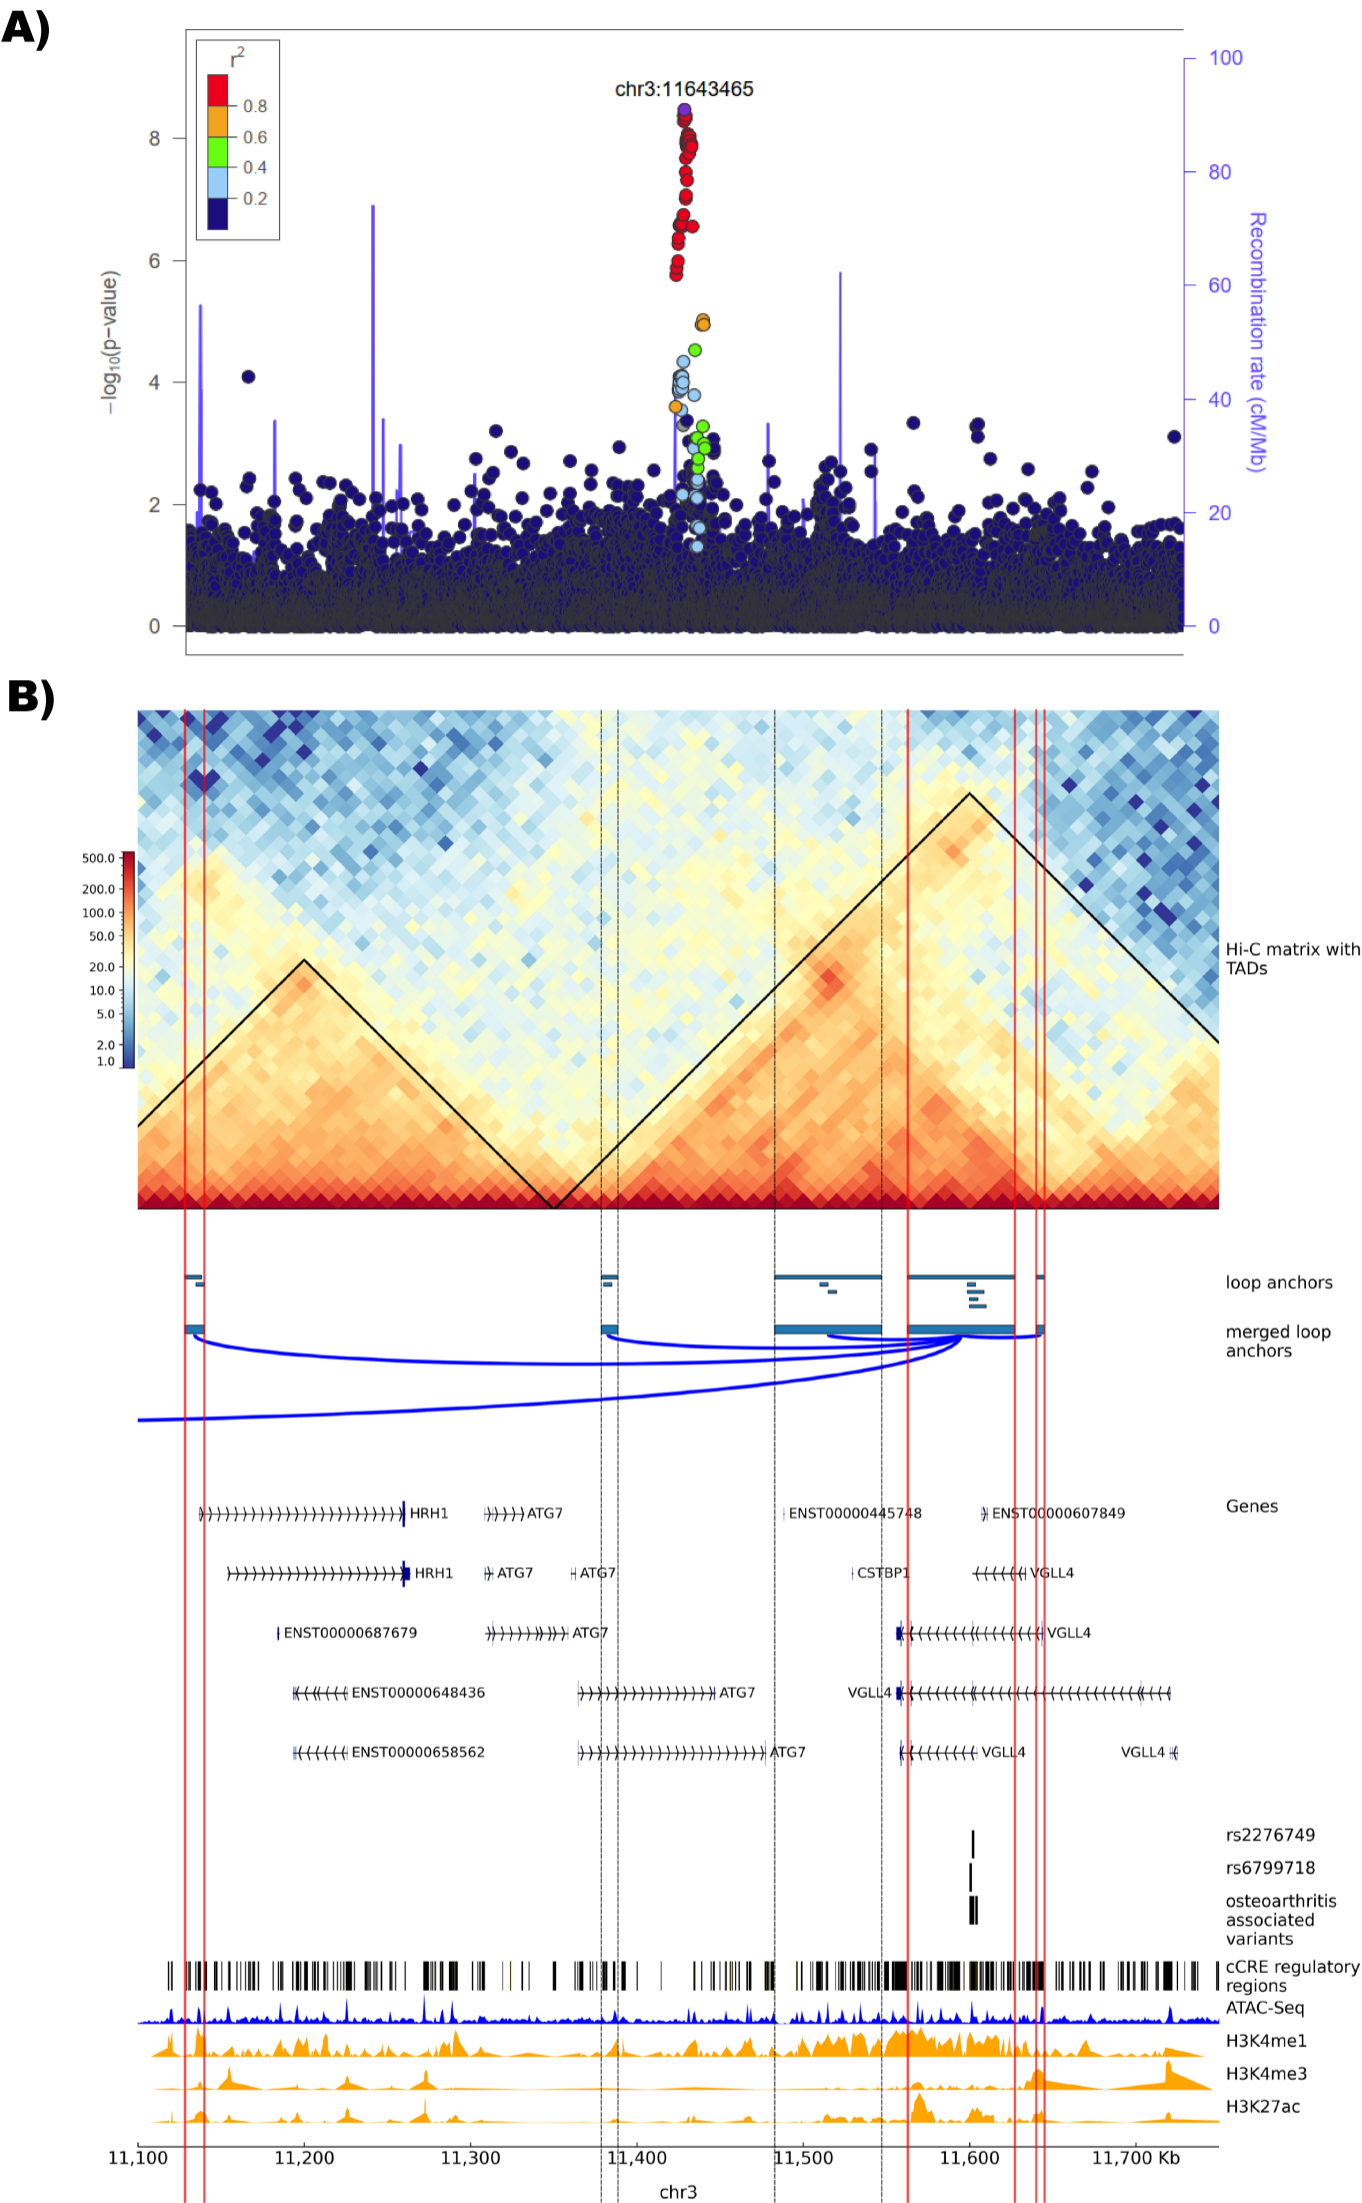 A)
r2
0.8
0.6
0.4
0.2
chr3:11643465
8
6
4
2
0
−log10(p−value)
100
80
60
40
20
0
Recombination rate (cM/Mb)
B)
500.0
200.0
100.0
50.0
20.0
10.0
5.0
2.0
1.0
Hi-C matrix with
TADs
loop anchors
merged loop
anchors
Genes
HRH1
ATG7
ENST00000445748
ENST00000607849
HRH1
ATG7
ATG7
CSTBP1
VGLL4
ENST00000687679
ATG7
VGLL4
ENST00000648436
ATG7
VGLL4
ENST00000658562
ATG7
VGLL4
VGLL4
rs2276749
rs6799718
osteoarthritis
associated
variants
cCRE regulatory
regions
ATAC-Seq
H3K4me1
H3K4me3
H3K27ac
11,100
11,200
11,300
11,400
11,500
11,600
11,700 Kb
chr3